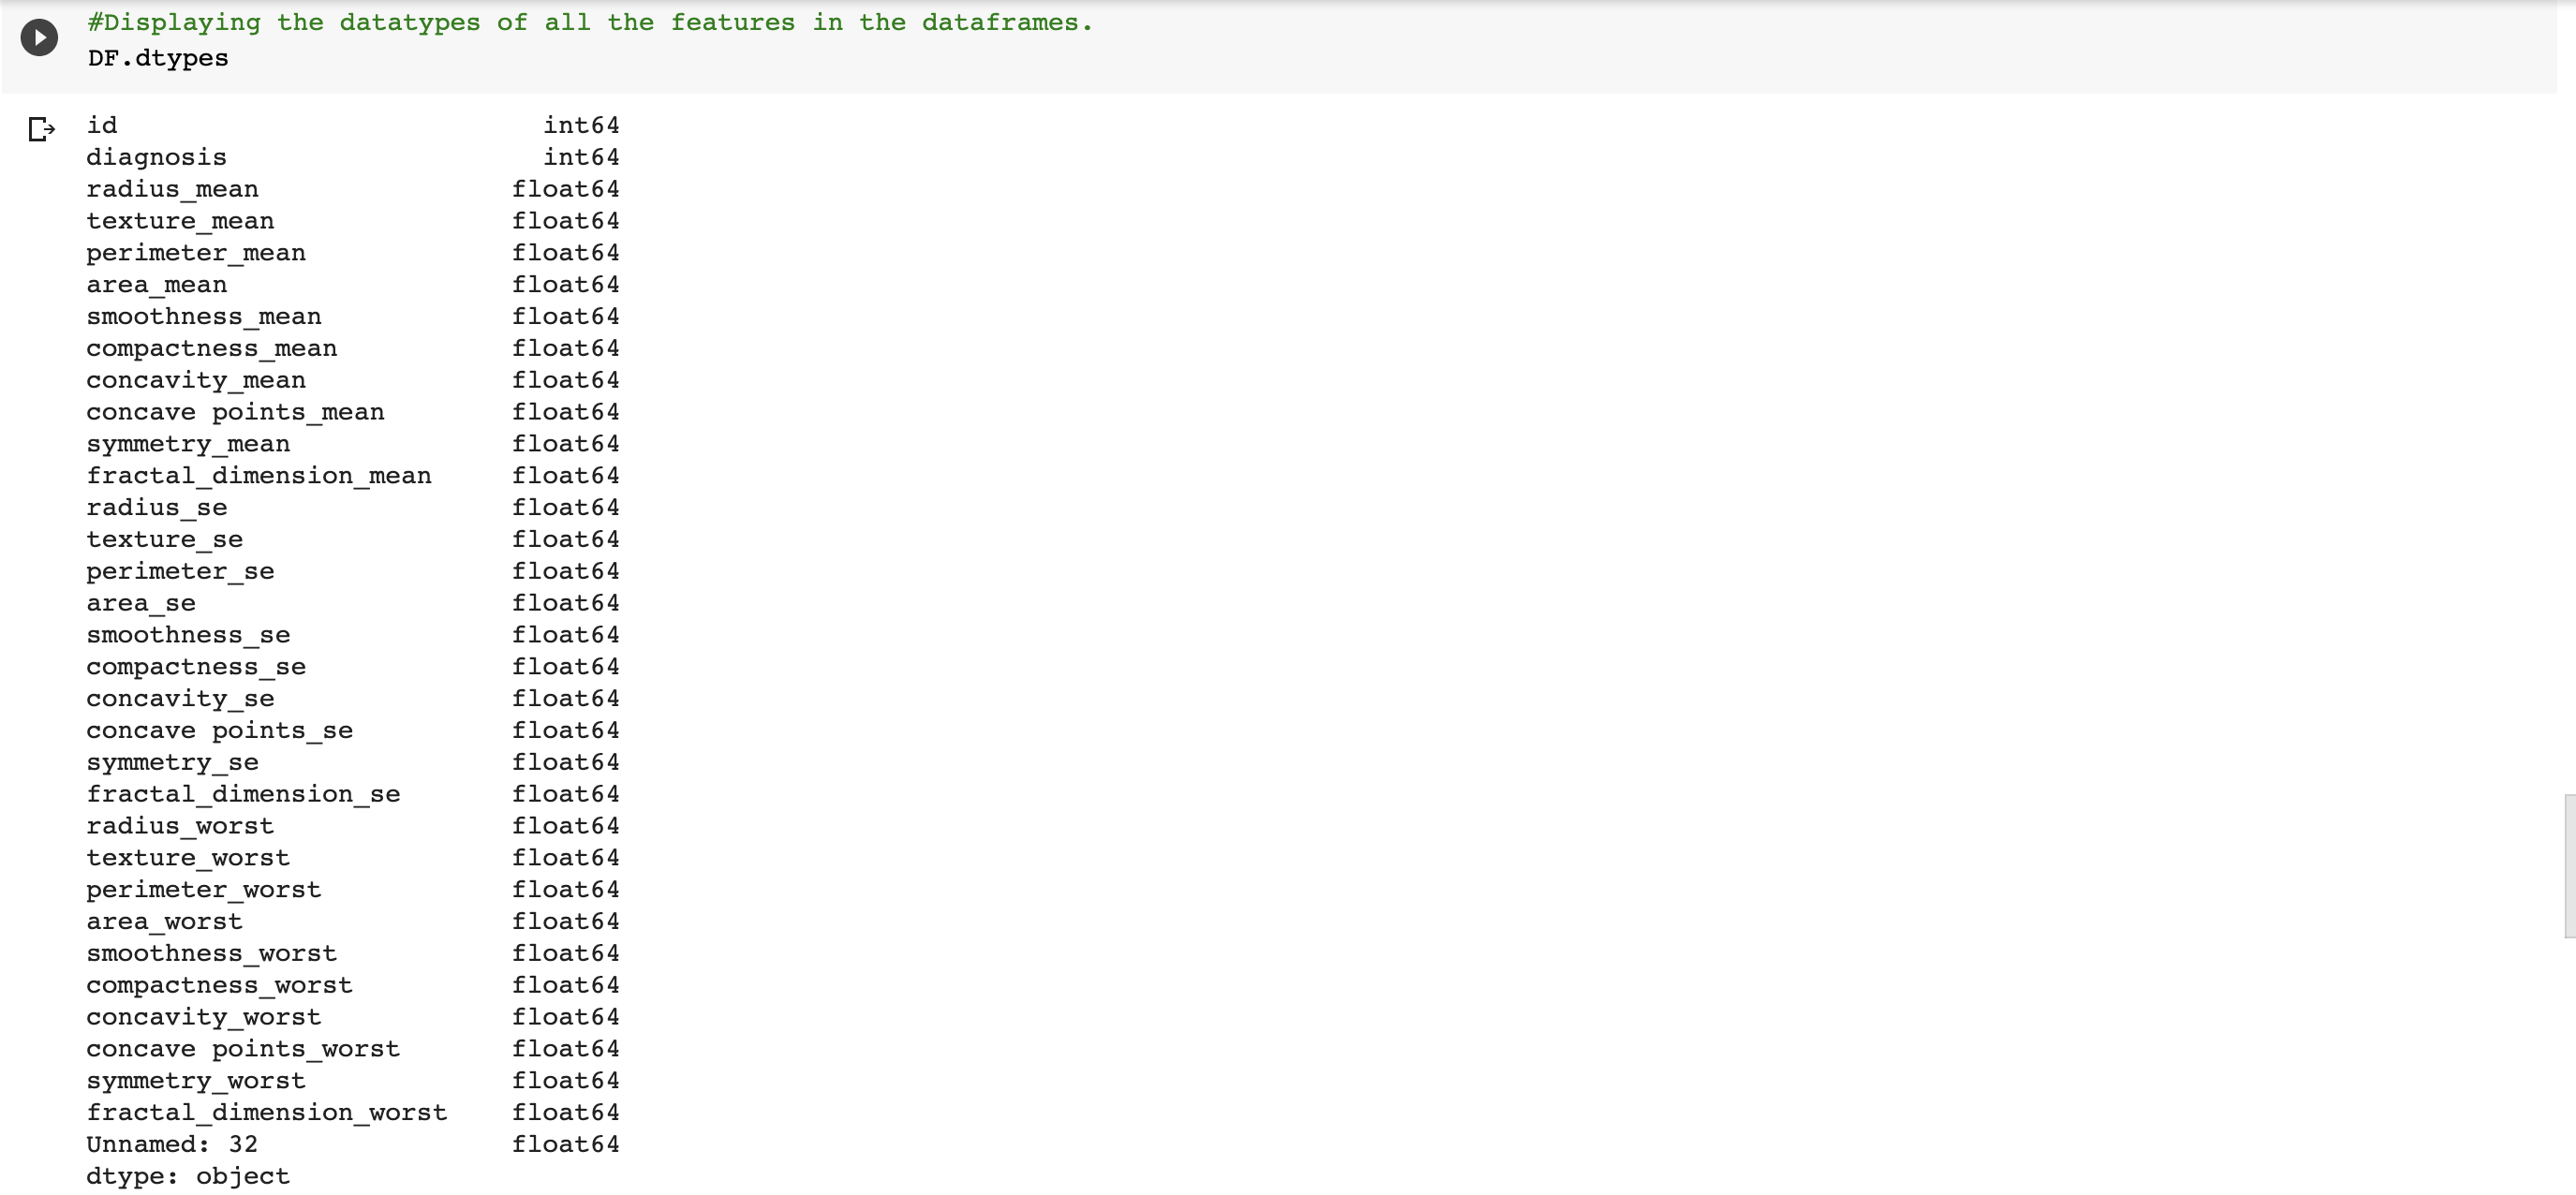 #Displaying the datatypes of all the features in the dataframes.
DF.dtypes
id int64
diagnosis int64
radius_mean float64
texture_mean float64
perimeter_mean float64
area_mean float64
smoothness_mean float64
compactness_mean float64
concavity_mean float64
concave points_mean float64
symmetry_mean float64
fractal_dimension_mean float64
radius_se float64
texture_se float64
perimeter_se float64
area_se float64
smoothness_se float64
compactness_se float64
concavity_se float64
concave points_se float64
symmetry_se float64
fractal_dimension_se float64
radius_worst float64
texture_worst float64
perimeter_worst float64
area_worst float64
smoothness_worst float64
compactness_worst float64
concavity_worst float64
concave points_worst float64
symmetry_worst float64
fractal_dimension_worst float64
Unnamed: 32 float64
dtype: object